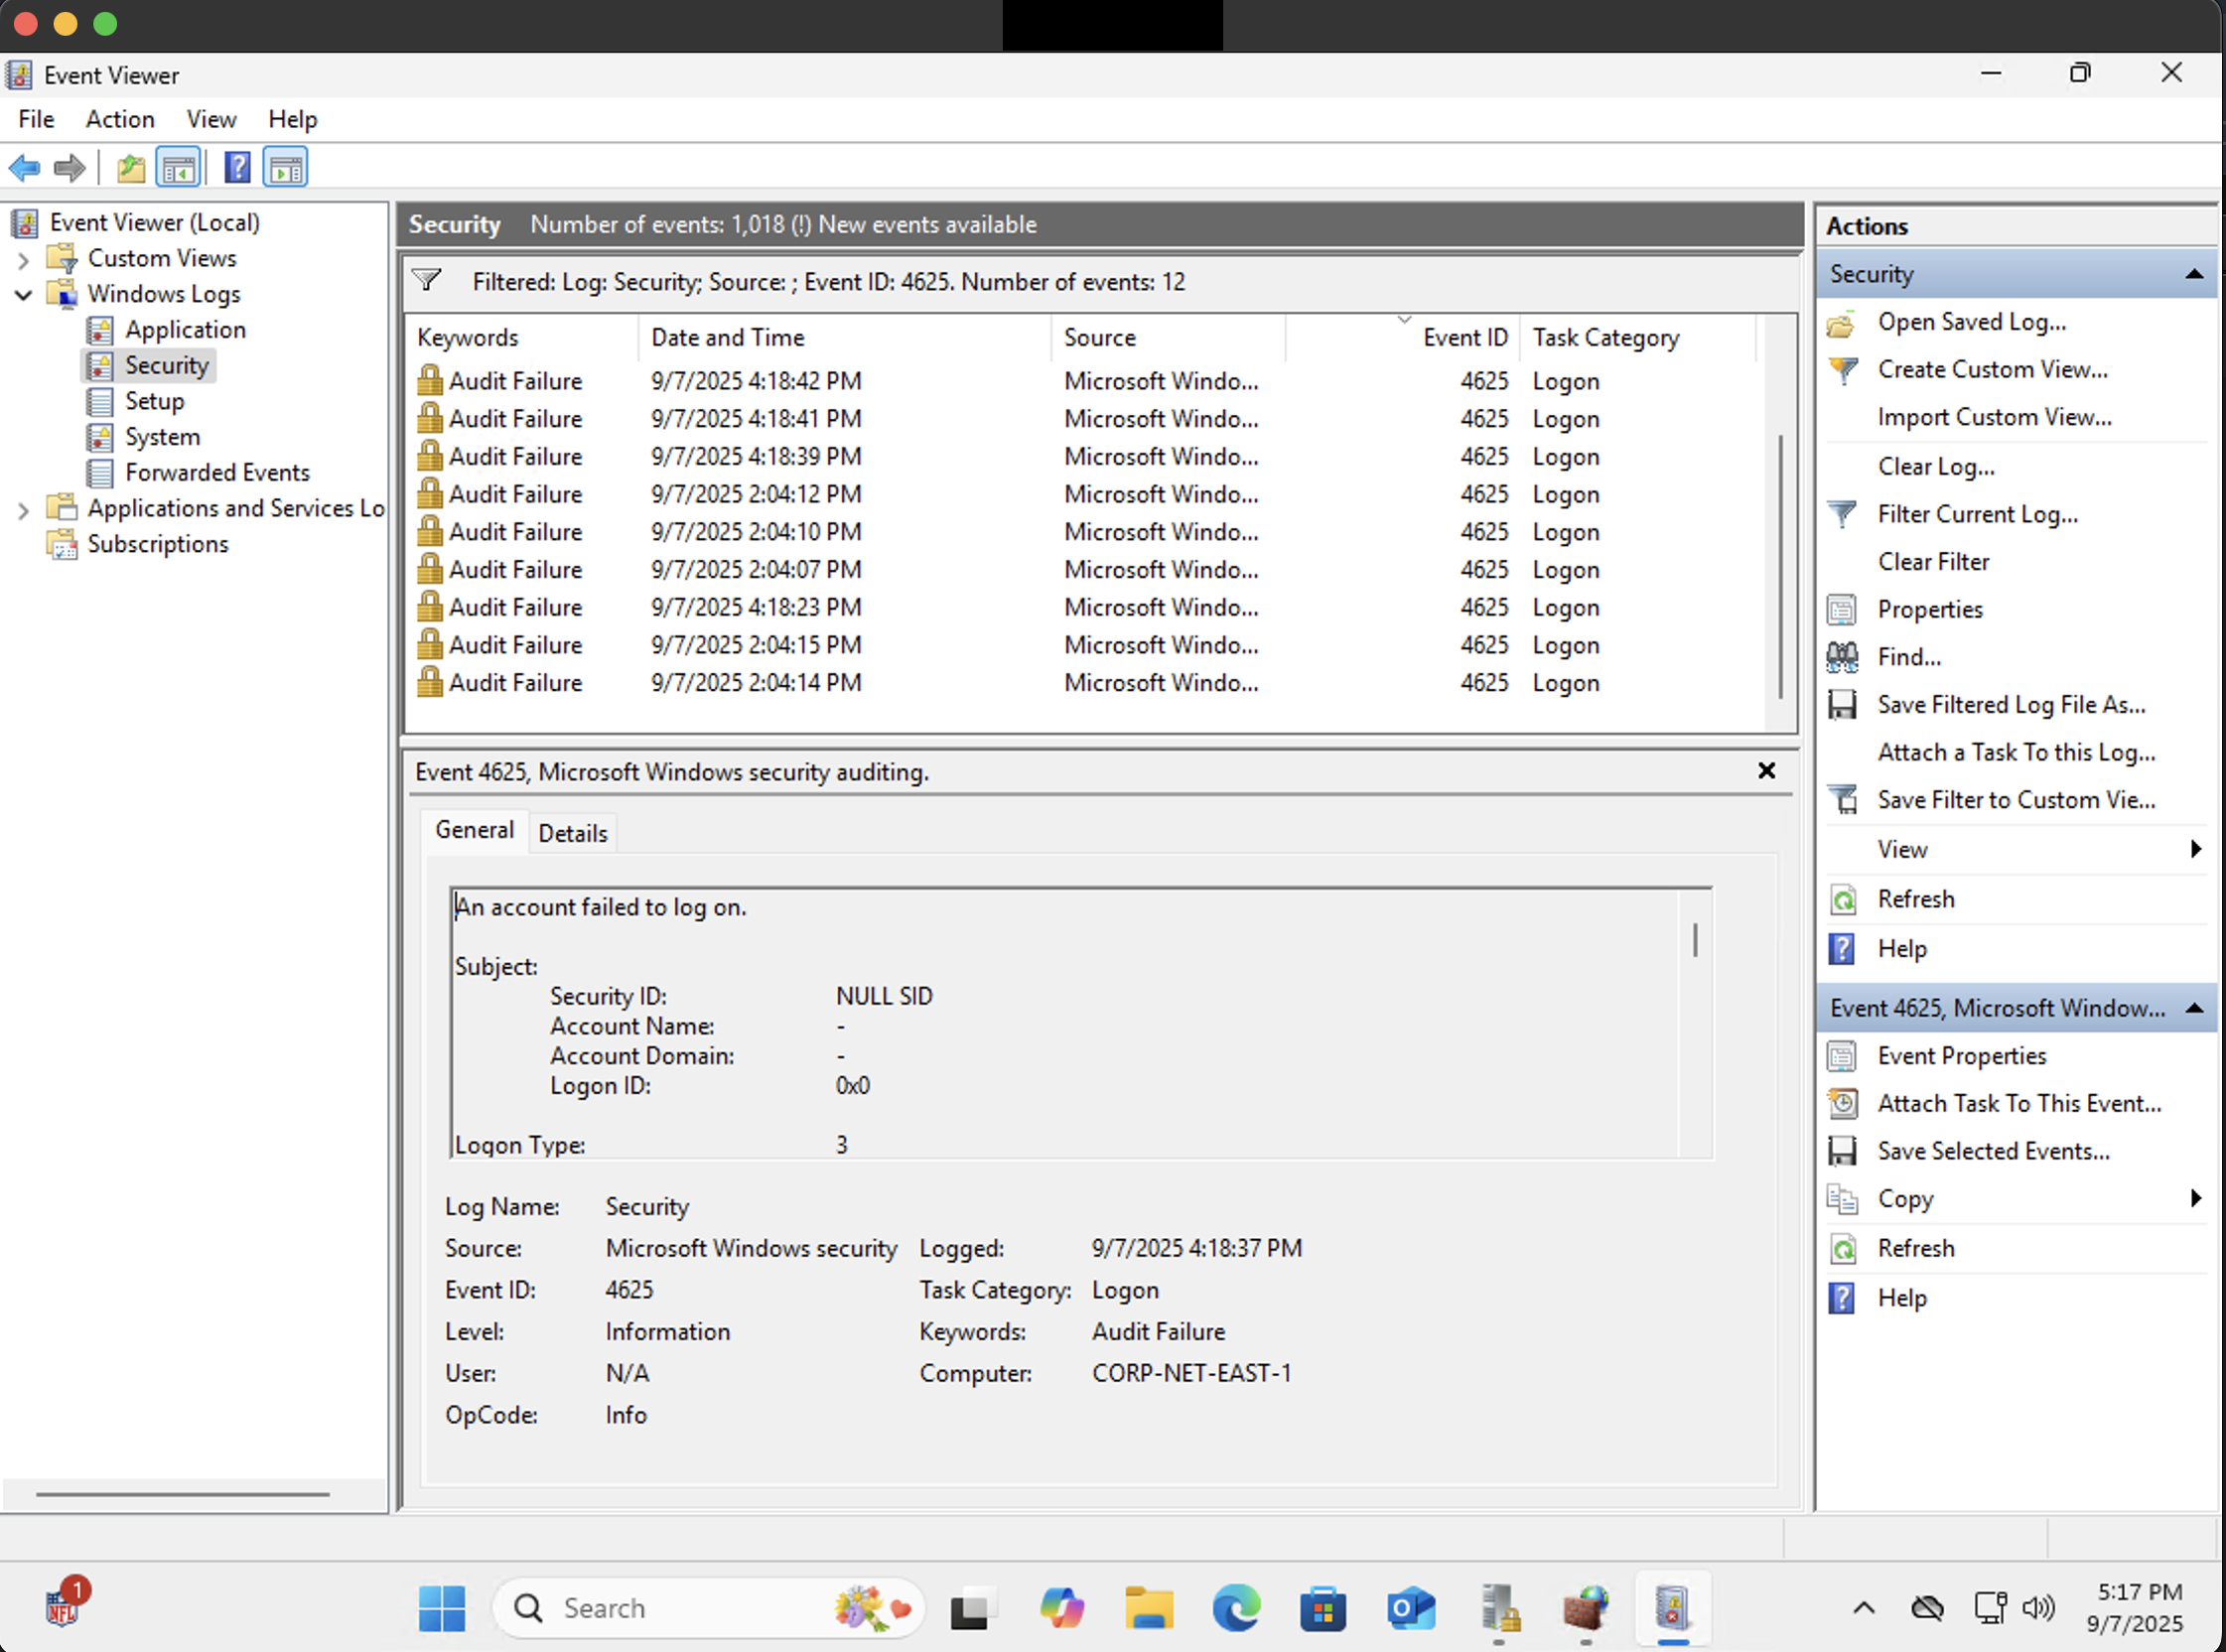 Event Viewer
File Action View Help
Event Viewer (Local)
Custom Views
Windows Logs
Application
Security
Setup
System
Forwarded Events
Applications and Services Lo
Subscriptions
Security Number of events: 1,018 (!) New events available
Filtered: Log: Security; Source: ; Event ID: 4625. Number of events: 12
Keywords Date and Time Source Event ID Task Category
Audit Failure 9/7/2025 4:18:42 PM Microsoft Windo... 4625 Logon
Audit Failure 9/7/2025 4:18:41 PM Microsoft Windo... 4625 Logon
Audit Failure 9/7/2025 4:18:39 PM Microsoft Windo... 4625 Logon
Audit Failure 9/7/2025 2:04:12 PM Microsoft Windo... 4625 Logon
Audit Failure 9/7/2025 2:04:10 PM Microsoft Windo... 4625 Logon
Audit Failure 9/7/2025 2:04:07 PM Microsoft Windo... 4625 Logon
Audit Failure 9/7/2025 4:18:23 PM Microsoft Windo... 4625 Logon
Audit Failure 9/7/2025 2:04:15 PM Microsoft Windo... 4625 Logon
Audit Failure 9/7/2025 2:04:14 PM Microsoft Windo... 4625 Logon
Event 4625, Microsoft Windows security auditing.
General Details
An account failed to log on.
Subject:
Security ID: NULL SID
Account Name: -
Account Domain: -
Logon ID: 0x0
Logon Type: 3
Log Name: Security
Source: Microsoft Windows security Logged: 9/7/2025 4:18:37 PM
Event ID: 4625 Task Category: Logon
Level: Information Keywords: Audit Failure
User: N/A Computer: CORP-NET-EAST-1
OpCode: Info
Actions
Security
Open Saved Log...
Create Custom View...
Import Custom View...
Clear Log...
Filter Current Log...
Clear Filter
Properties
Find...
Save Filtered Log File As...
Attach a Task To this Log...
Save Filter to Custom Vie...
View
Refresh
Help
Event 4625, Microsoft Window...
Event Properties
Attach Task To This Event...
Save Selected Events...
Copy
Refresh
Help
1
NFL
Search
5:17 PM
9/7/2025